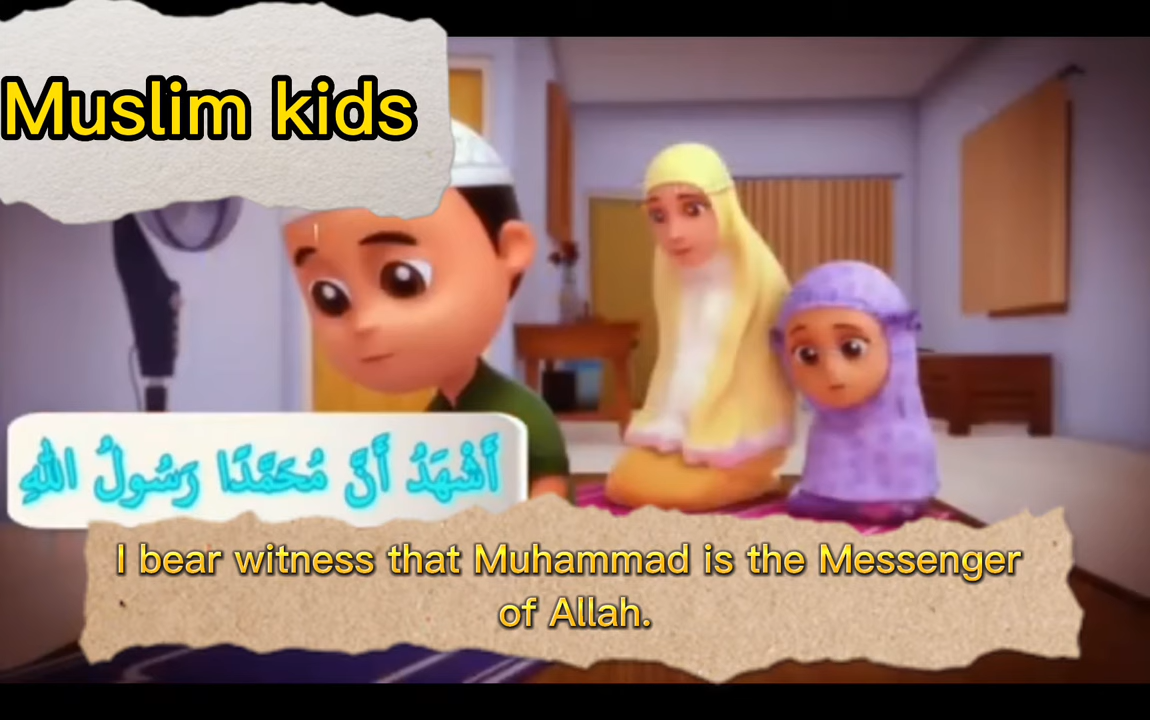 Muslim kids
أَشْهَدُ أَنَّ مُحَمَّدًا رَسُولُ اللهِ
I bear witness that Muhammad is the Messenger
of Allah.